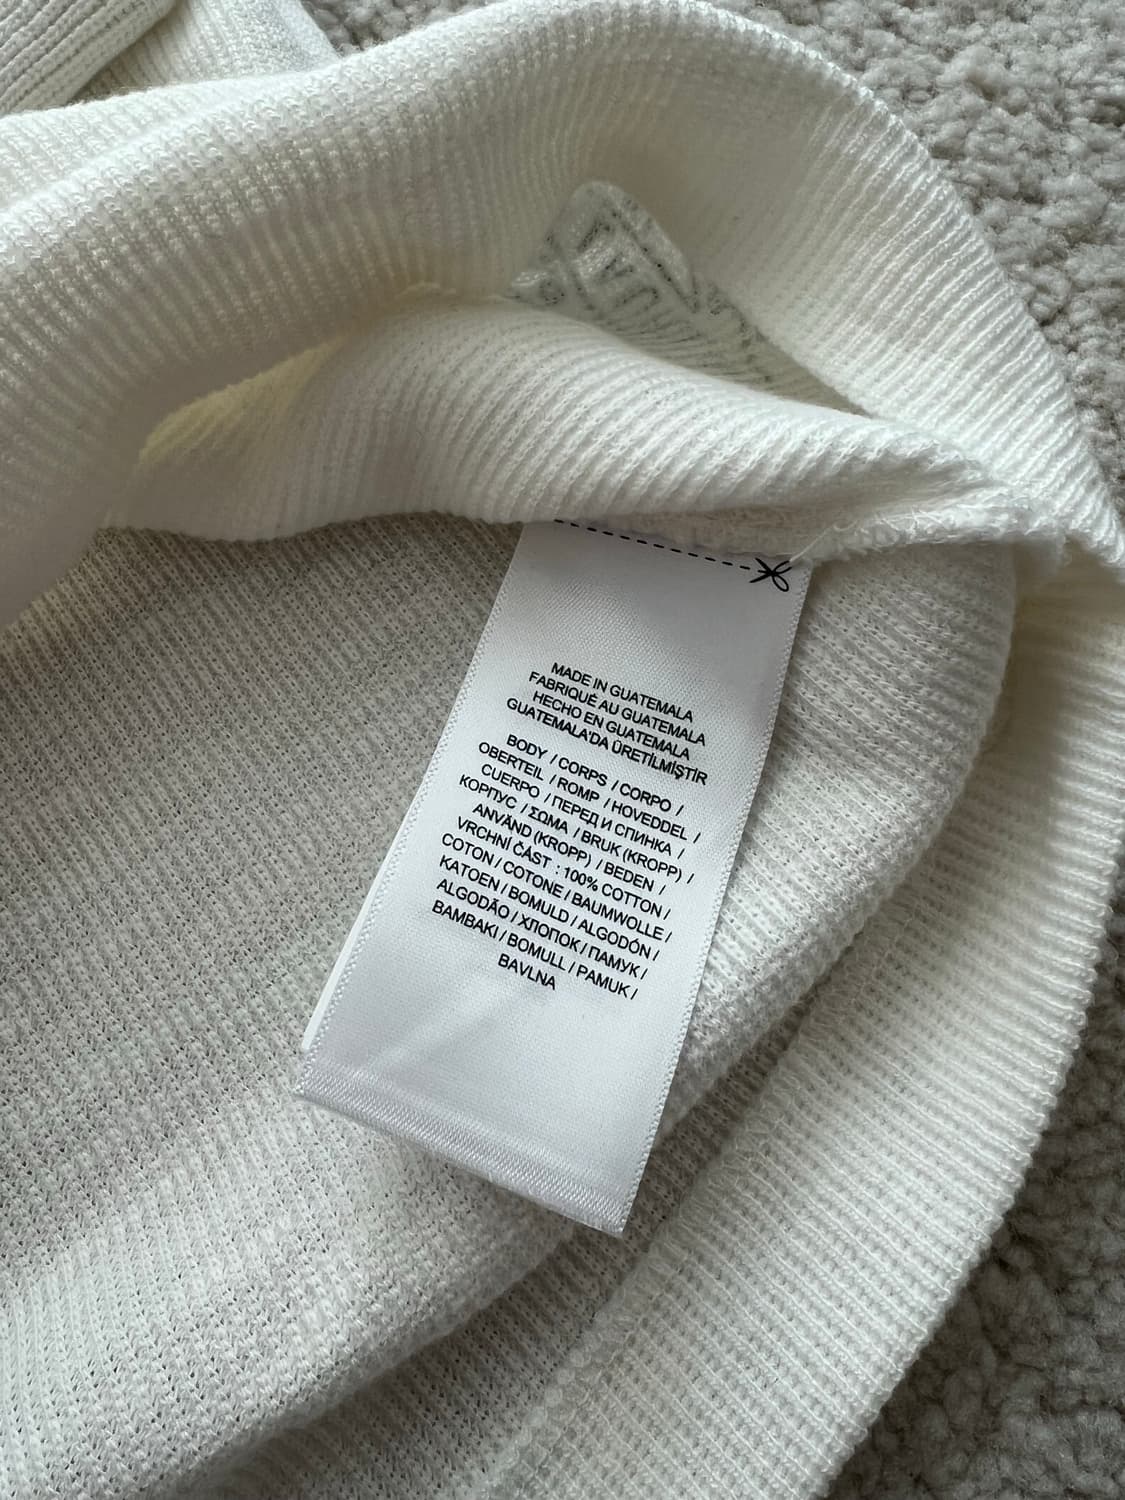 MADE IN GUATEMALA
FABRIQUÉ AU GUATEMALA
HECHO EN GUATEMALA
GUATEMALA'DA ÜRETİLMİŞTİR
BODY / CORPS / CORPO /
OBERTEIL / ROMP / HOVEDDEL /
CUERPO / ПЕРЕД И СПИНКА /
КОРПУС / ΣΩΜΑ / BRUK (KROPP) /
ANVÄND (KROPP) / BEDEN /
VRCHNÍ ČÁST : 100% COTTON /
COTON / COTONE / BAUMWOLLE /
KATOEN / BOMULD / ALGODÓN /
ALGODÃO / ХЛОПОК / ПАМУК /
ΒΑΜΒΑΚΙ / BOMULL / PAMUK /
BAVLNA